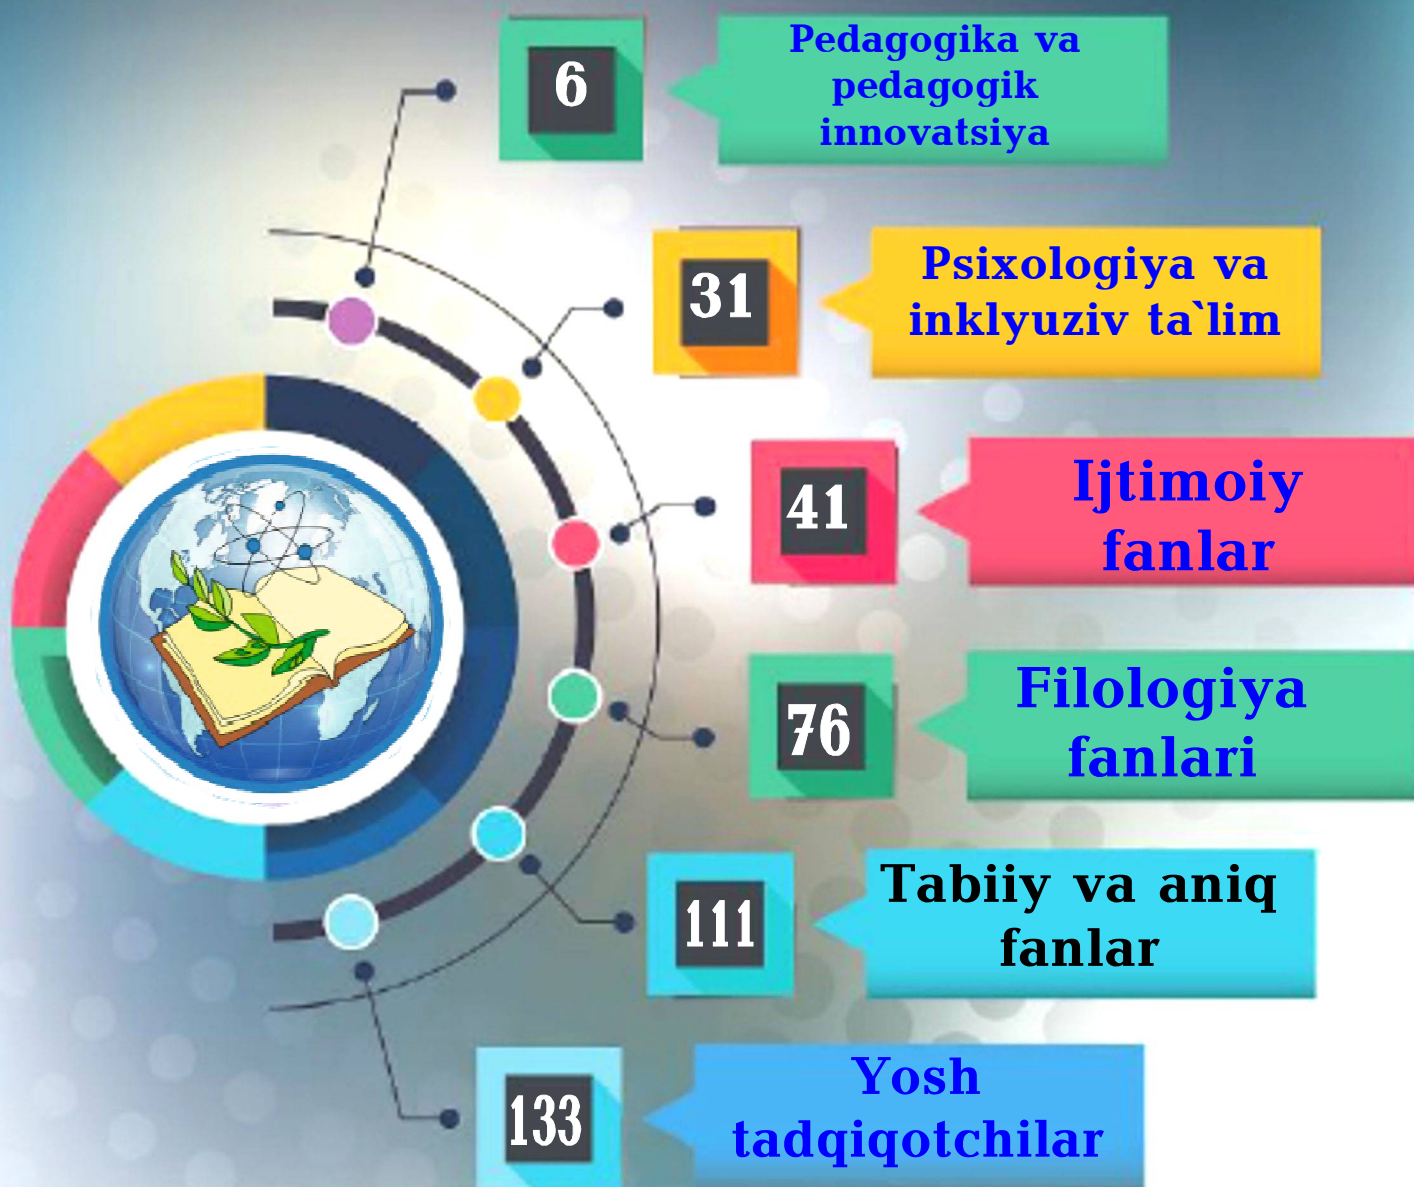 6
Pedagogika va
pedagogik
innovatsiya
31
Psixologiya va
inklyuziv ta`lim
41
Ijtimoiy
fanlar
76
Filologiya
fanlari
111
Tabiiy va aniq
fanlar
133
Yosh
tadqiqotchilar